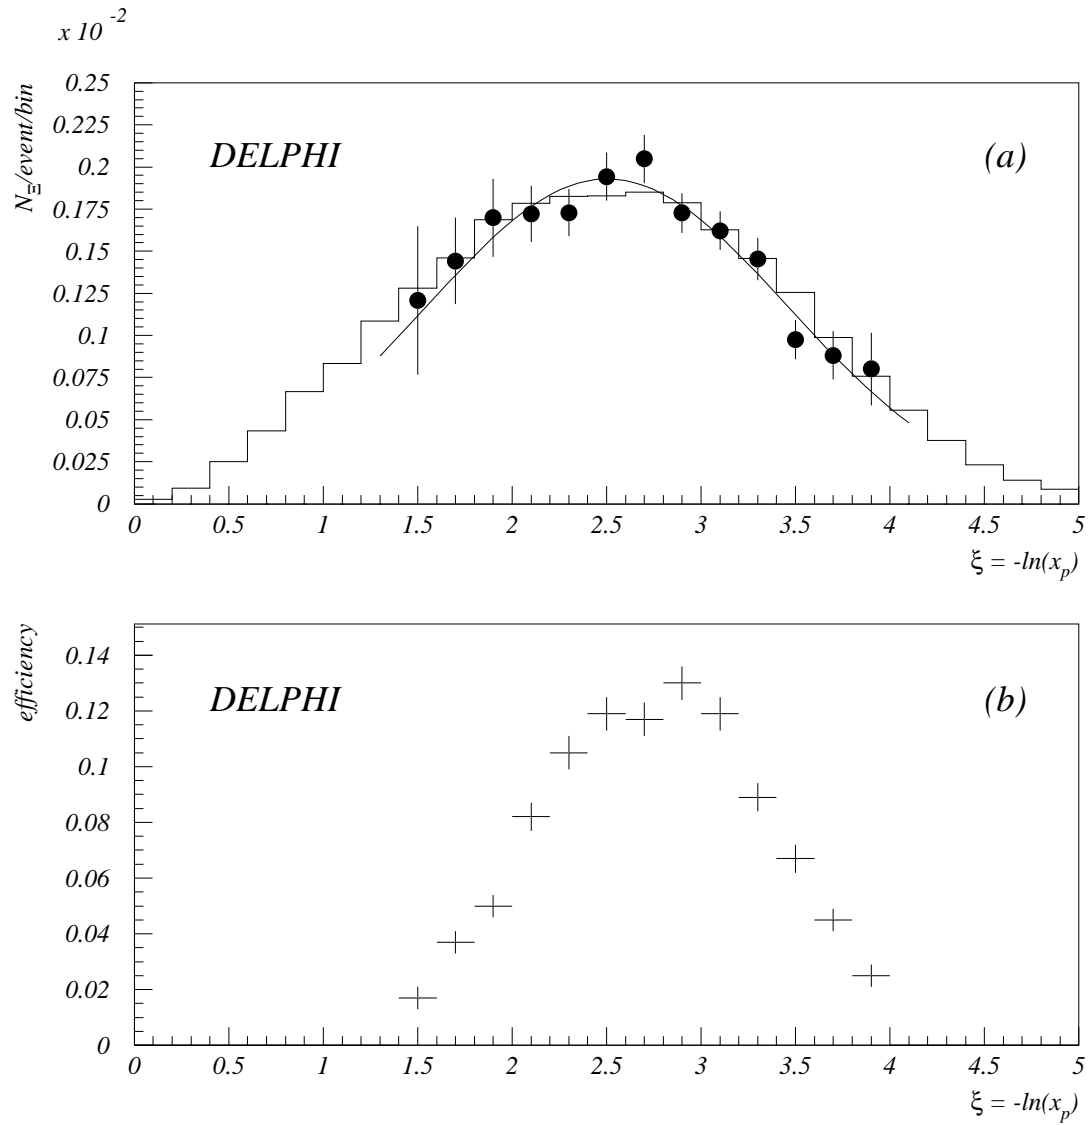 x 10 -2
N_Ξ/event/bin
0.25
0.225
0.2
0.175
0.15
0.125
0.1
0.075
0.05
0.025
0
DELPHI (a)
0 0.5 1 1.5 2 2.5 3 3.5 4 4.5 5
ξ = -ln(x_p)
efficiency
0.14
0.12
0.1
0.08
0.06
0.04
0.02
0
DELPHI (b)
0 0.5 1 1.5 2 2.5 3 3.5 4 4.5 5
ξ = -ln(x_p)